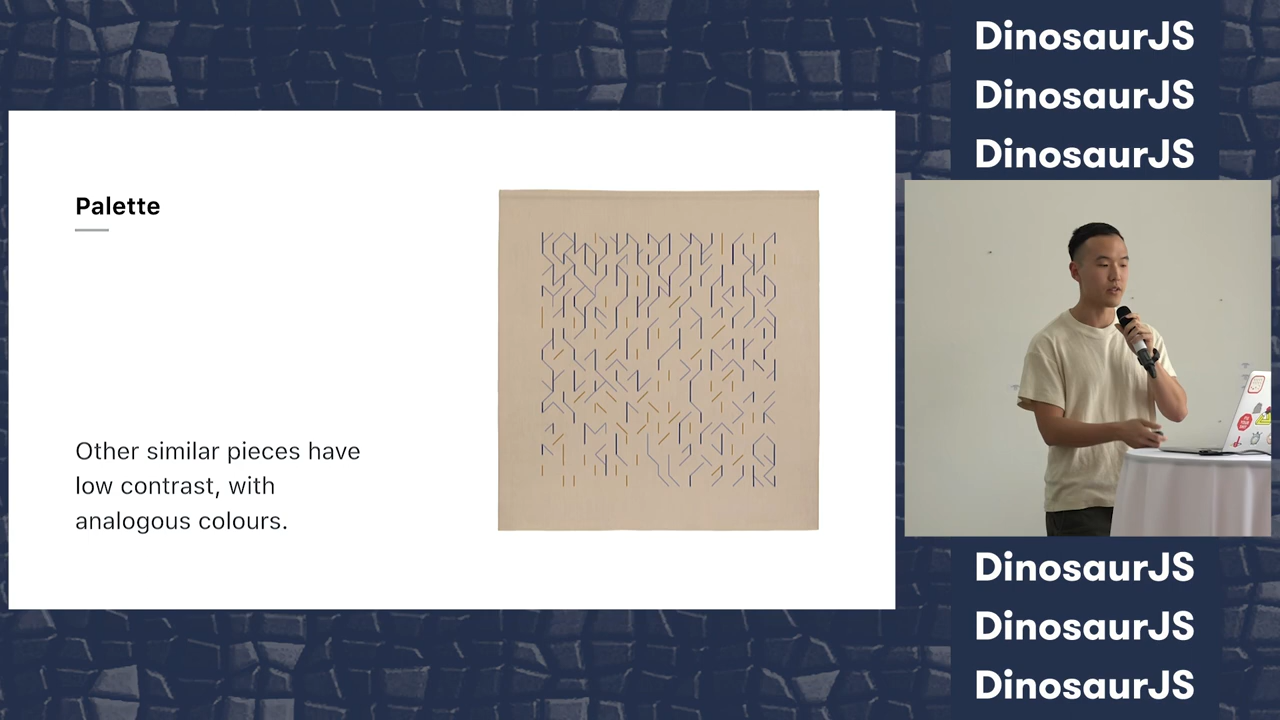 Palette
Other similar pieces have
low contrast, with
analogous colours.
DinosaurJS
DinosaurJS
DinosaurJS
DinosaurJS
DinosaurJS
DinosaurJS